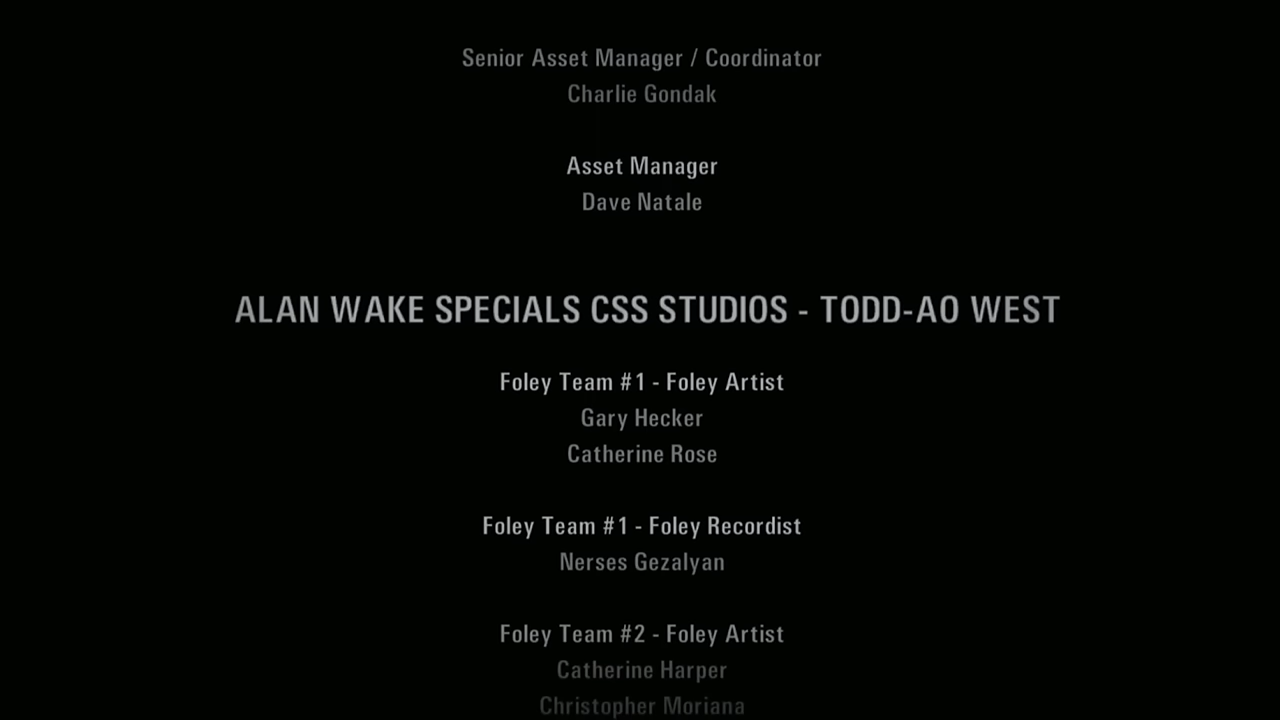 Senior Asset Manager / Coordinator
Charlie Gondak
Asset Manager
Dave Natale
ALAN WAKE SPECIALS CSS STUDIOS - TODD-AO WEST
Foley Team #1 - Foley Artist
Gary Hecker
Catherine Rose
Foley Team #1 - Foley Recordist
Nerses Gezalyan
Foley Team #2 - Foley Artist
Catherine Harper
Christopher Moriana